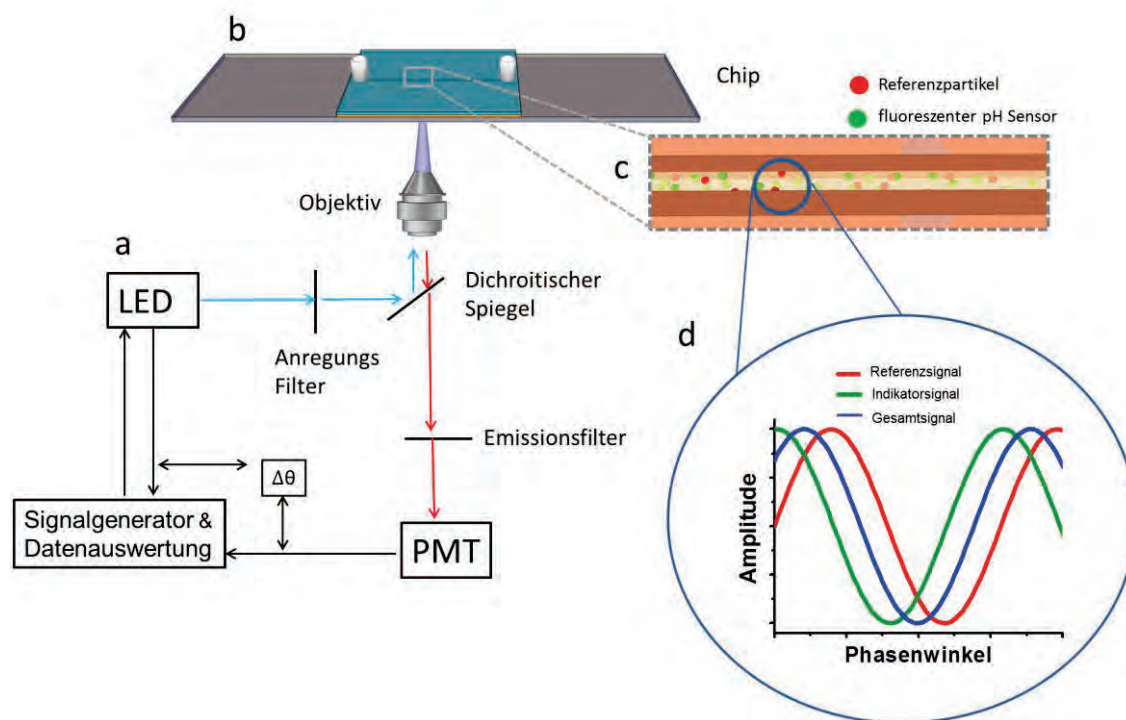 b
Chip
Referenzpartikel
fluoreszenter pH Sensor
c
Objektiv
a
LED
Dichroitischer
Spiegel
Anregungs
Filter
Emissionsfilter
Δθ
Signalgenerator &
Datenauswertung
PMT
d
Referenzsignal
Indikatorsignal
Gesamtsignal
Amplitude
Phasenwinkel